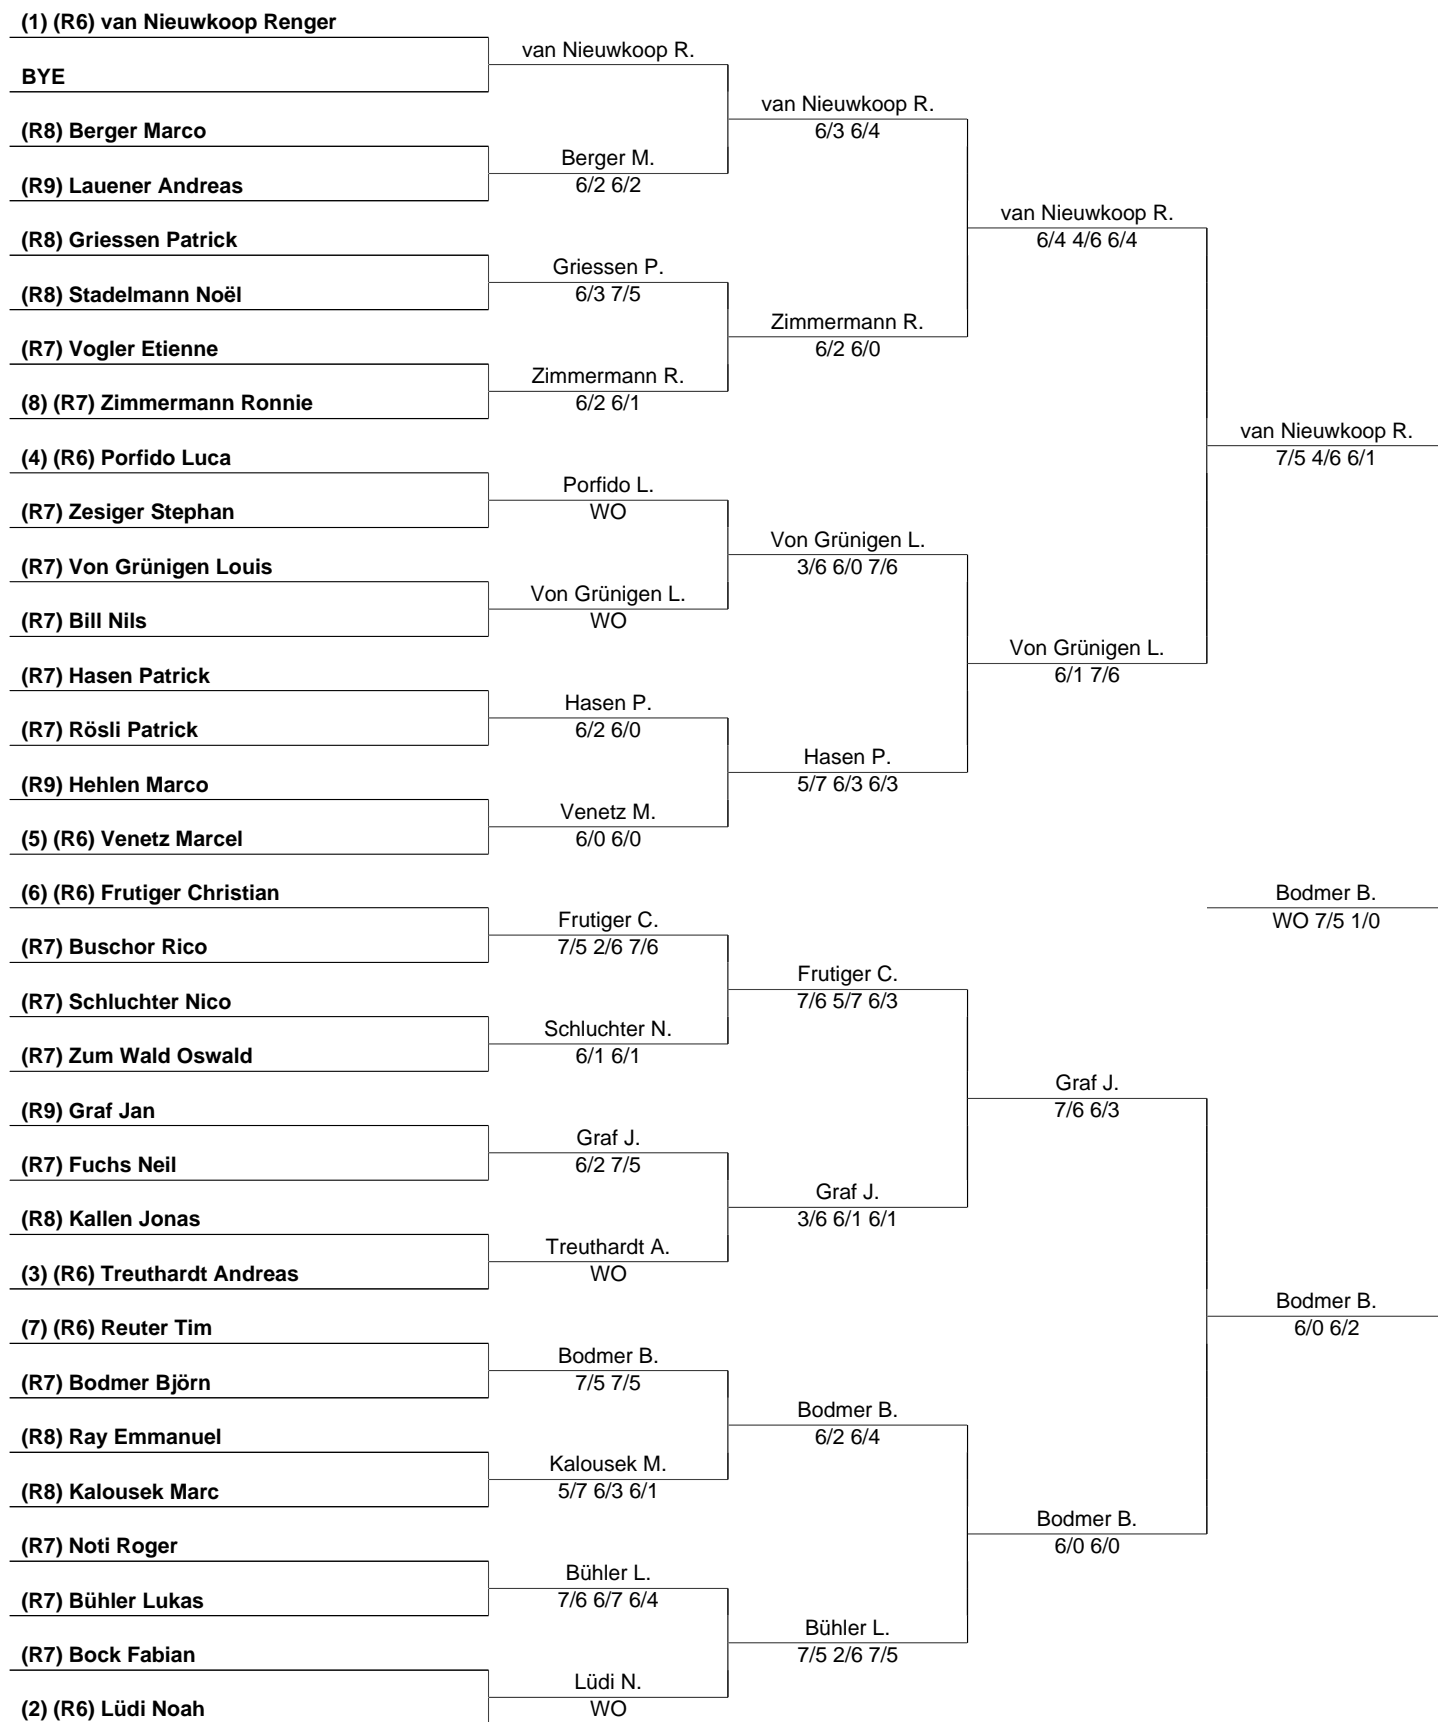 (1) (R6) van Nieuwkoop Renger
BYE
(R8) Berger Marco
(R9) Lauener Andreas
(R8) Griessen Patrick
(R8) Stadelmann Noël
(R7) Vogler Etienne
(8) (R7) Zimmermann Ronnie
(4) (R6) Porfido Luca
(R7) Zesiger Stephan
(R7) Von Grünigen Louis
(R7) Bill Nils
(R7) Hasen Patrick
(R7) Rösli Patrick
(R9) Hehlen Marco
(5) (R6) Venetz Marcel
(6) (R6) Frutiger Christian
(R7) Buschor Rico
(R7) Schluchter Nico
(R7) Zum Wald Oswald
(R9) Graf Jan
(R7) Fuchs Neil
(R8) Kallen Jonas
(3) (R6) Treuthardt Andreas
(7) (R6) Reuter Tim
(R7) Bodmer Björn
(R8) Ray Emmanuel
(R8) Kalousek Marc
(R7) Noti Roger
(R7) Bühler Lukas
(R7) Bock Fabian
(2) (R6) Lüdi Noah
van Nieuwkoop R.
Berger M.
6/2 6/2
Griessen P.
6/3 7/5
Zimmermann R.
6/2 6/1
Porfido L.
WO
Von Grünigen L.
WO
Hasen P.
6/2 6/0
Venetz M.
6/0 6/0
Frutiger C.
7/5 2/6 7/6
Schluchter N.
6/1 6/1
Graf J.
6/2 7/5
Treuthardt A.
WO
Bodmer B.
7/5 7/5
Kalousek M.
5/7 6/3 6/1
Bühler L.
7/6 6/7 6/4
Lüdi N.
WO
van Nieuwkoop R.
6/3 6/4
Zimmermann R.
6/2 6/0
Von Grünigen L.
3/6 6/0 7/6
Hasen P.
5/7 6/3 6/3
Frutiger C.
7/6 5/7 6/3
Graf J.
3/6 6/1 6/1
Bodmer B.
6/2 6/4
Bühler L.
7/5 2/6 7/5
van Nieuwkoop R.
6/4 4/6 6/4
Von Grünigen L.
6/1 7/6
Graf J.
7/6 6/3
Bodmer B.
6/0 6/0
van Nieuwkoop R.
7/5 4/6 6/1
Bodmer B.
WO 7/5 1/0
Bodmer B.
6/0 6/2